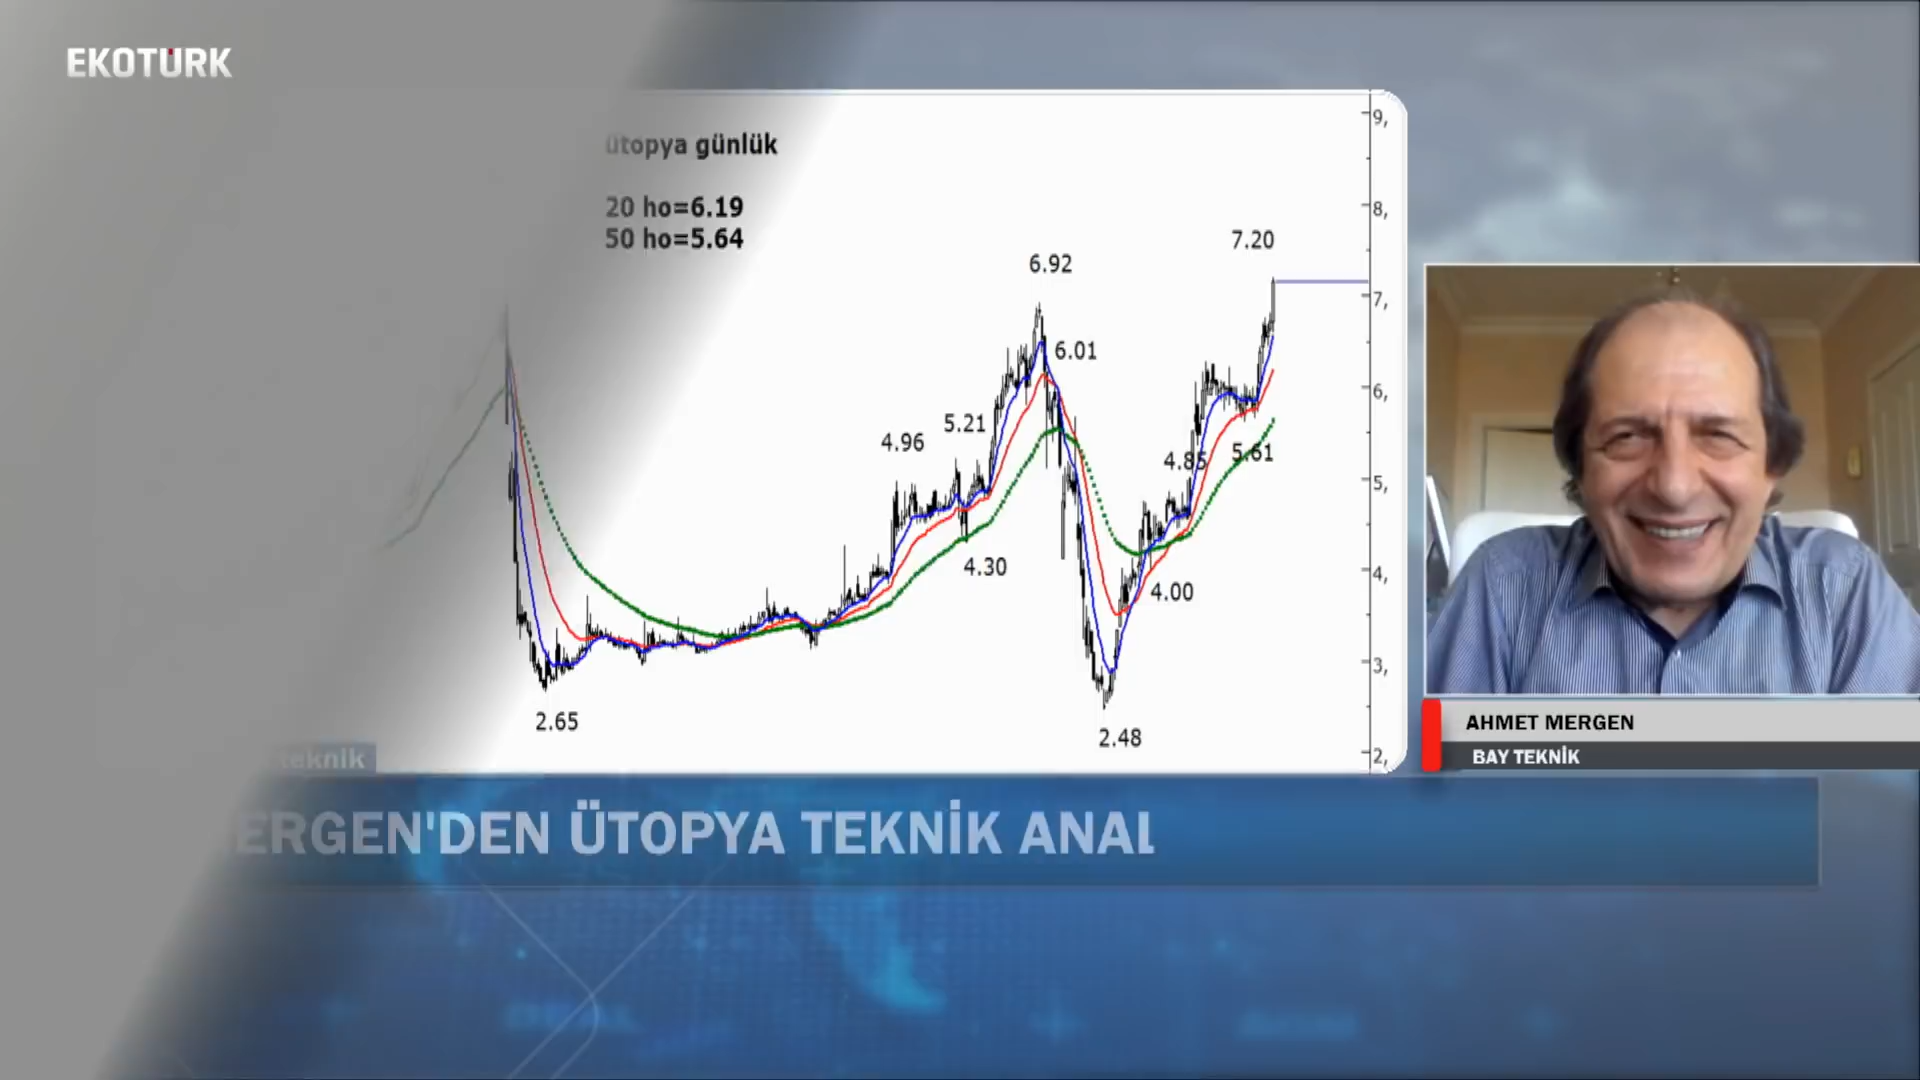 EKOTÜRK
ütopya günlük
20 ho=6.19
50 ho=5.64
9,
8,
7,
6,
5,
4,
3,
2,
7.20
6.92
6.01
5.21
4.96
4.85
5.61
4.30
4.00
2.65
2.48
AHMET MERGEN
BAY TEKNİK
teknik
ERGEN'DEN ÜTOPYA TEKNİK ANAL